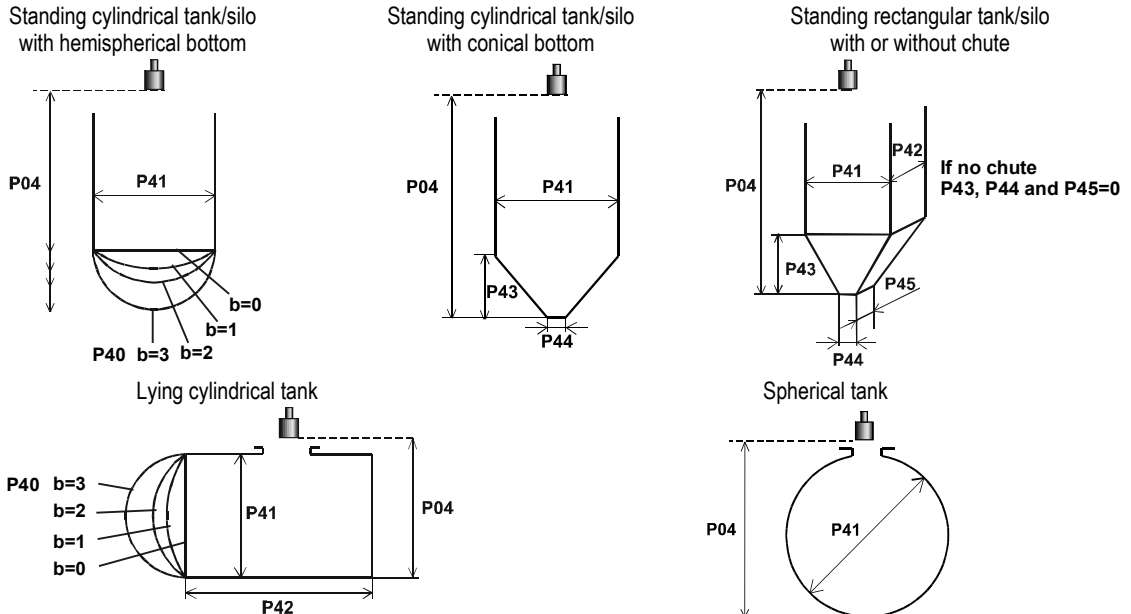 Standing cylindrical tank/silo
with hemispherical bottom
P04
P41
b=0
b=1
b=2
P40 b=3
Standing cylindrical tank/silo
with conical bottom
P04
P41
P43
P44
Standing rectangular tank/silo
with or without chute
P04
P41
P42
If no chute
P43, P44 and P45=0
P43
P45
P44
Lying cylindrical tank
P40 b=3
b=2
b=1
b=0
P41
P04
P42
Spherical tank
P04
P41